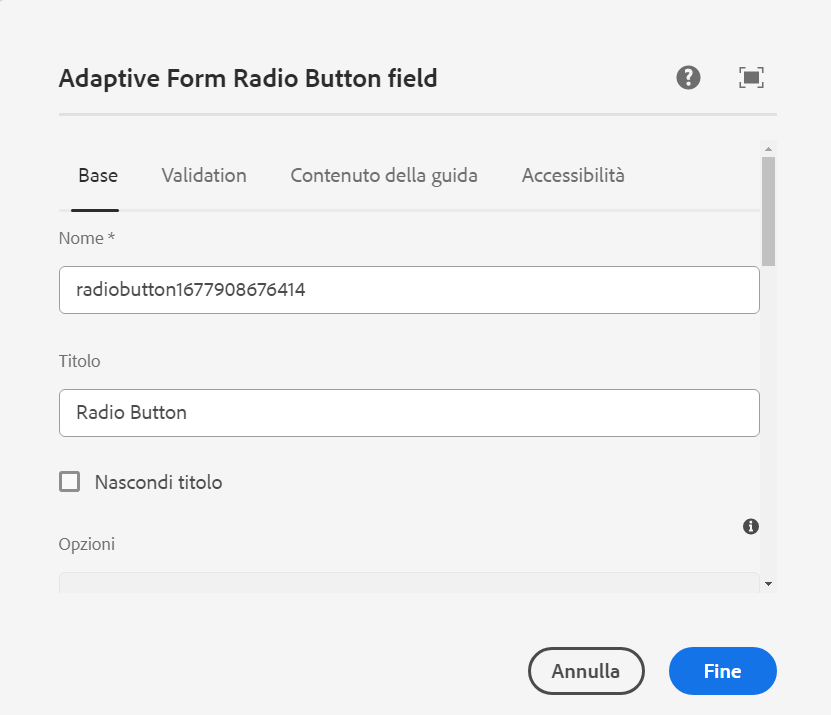 Adaptive Form Radio Button field
Base Validation Contenuto della guida Accessibilità
Nome *
radiobutton1677908676414
Titolo
Radio Button
Nascondi titolo
Opzioni
Annulla Fine